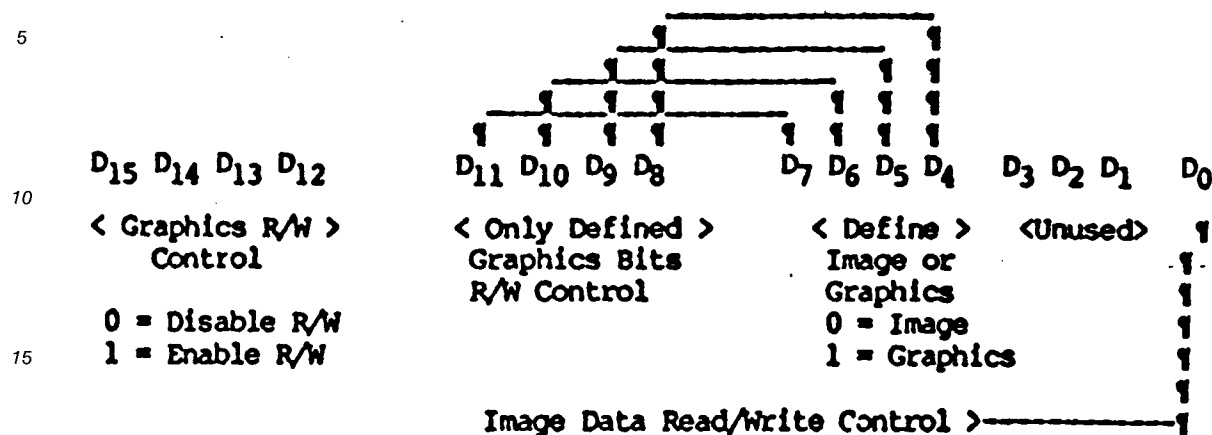 5
D15 D14 D13 D12 D11 D10 D9 D8 D7 D6 D5 D4 D3 D2 D1 D0
10
< Graphics R/W > < Only Defined > < Define > <Unused>
Control Graphics Bits Image or
R/W Control Graphics
0 = Disable R/W 0 = Image
15 1 = Enable R/W 1 = Graphics
Image Data Read/Write Control >